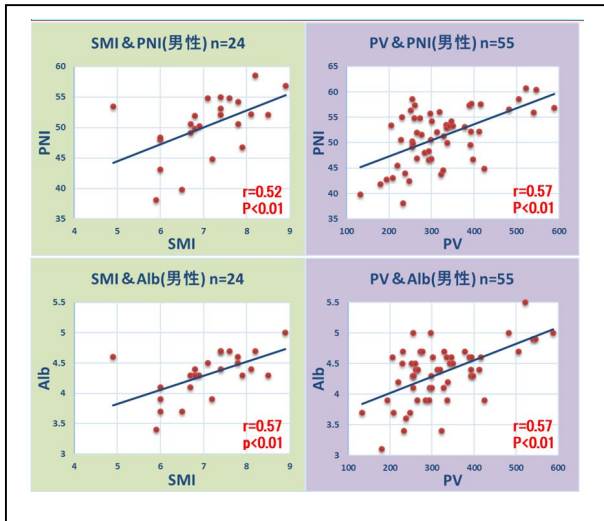 SMI&PNI(男性) n=24
60
55
50
45
40
35
PNI
4 5 6 7 8 9
SMI
r=0.52
P<0.01
PV&PNI(男性) n=55
65
60
55
50
45
40
35
PNI
100 200 300 400 500 600
PV
r=0.57
P<0.01
SMI&Alb(男性) n=24
5.5
5
4.5
4
3.5
3
Alb
4 5 6 7 8 9
SMI
r=0.57
p<0.01
PV&Alb(男性) n=55
5.5
5
4.5
4
3.5
3
Alb
100 200 300 400 500 600
PV
r=0.57
P<0.01